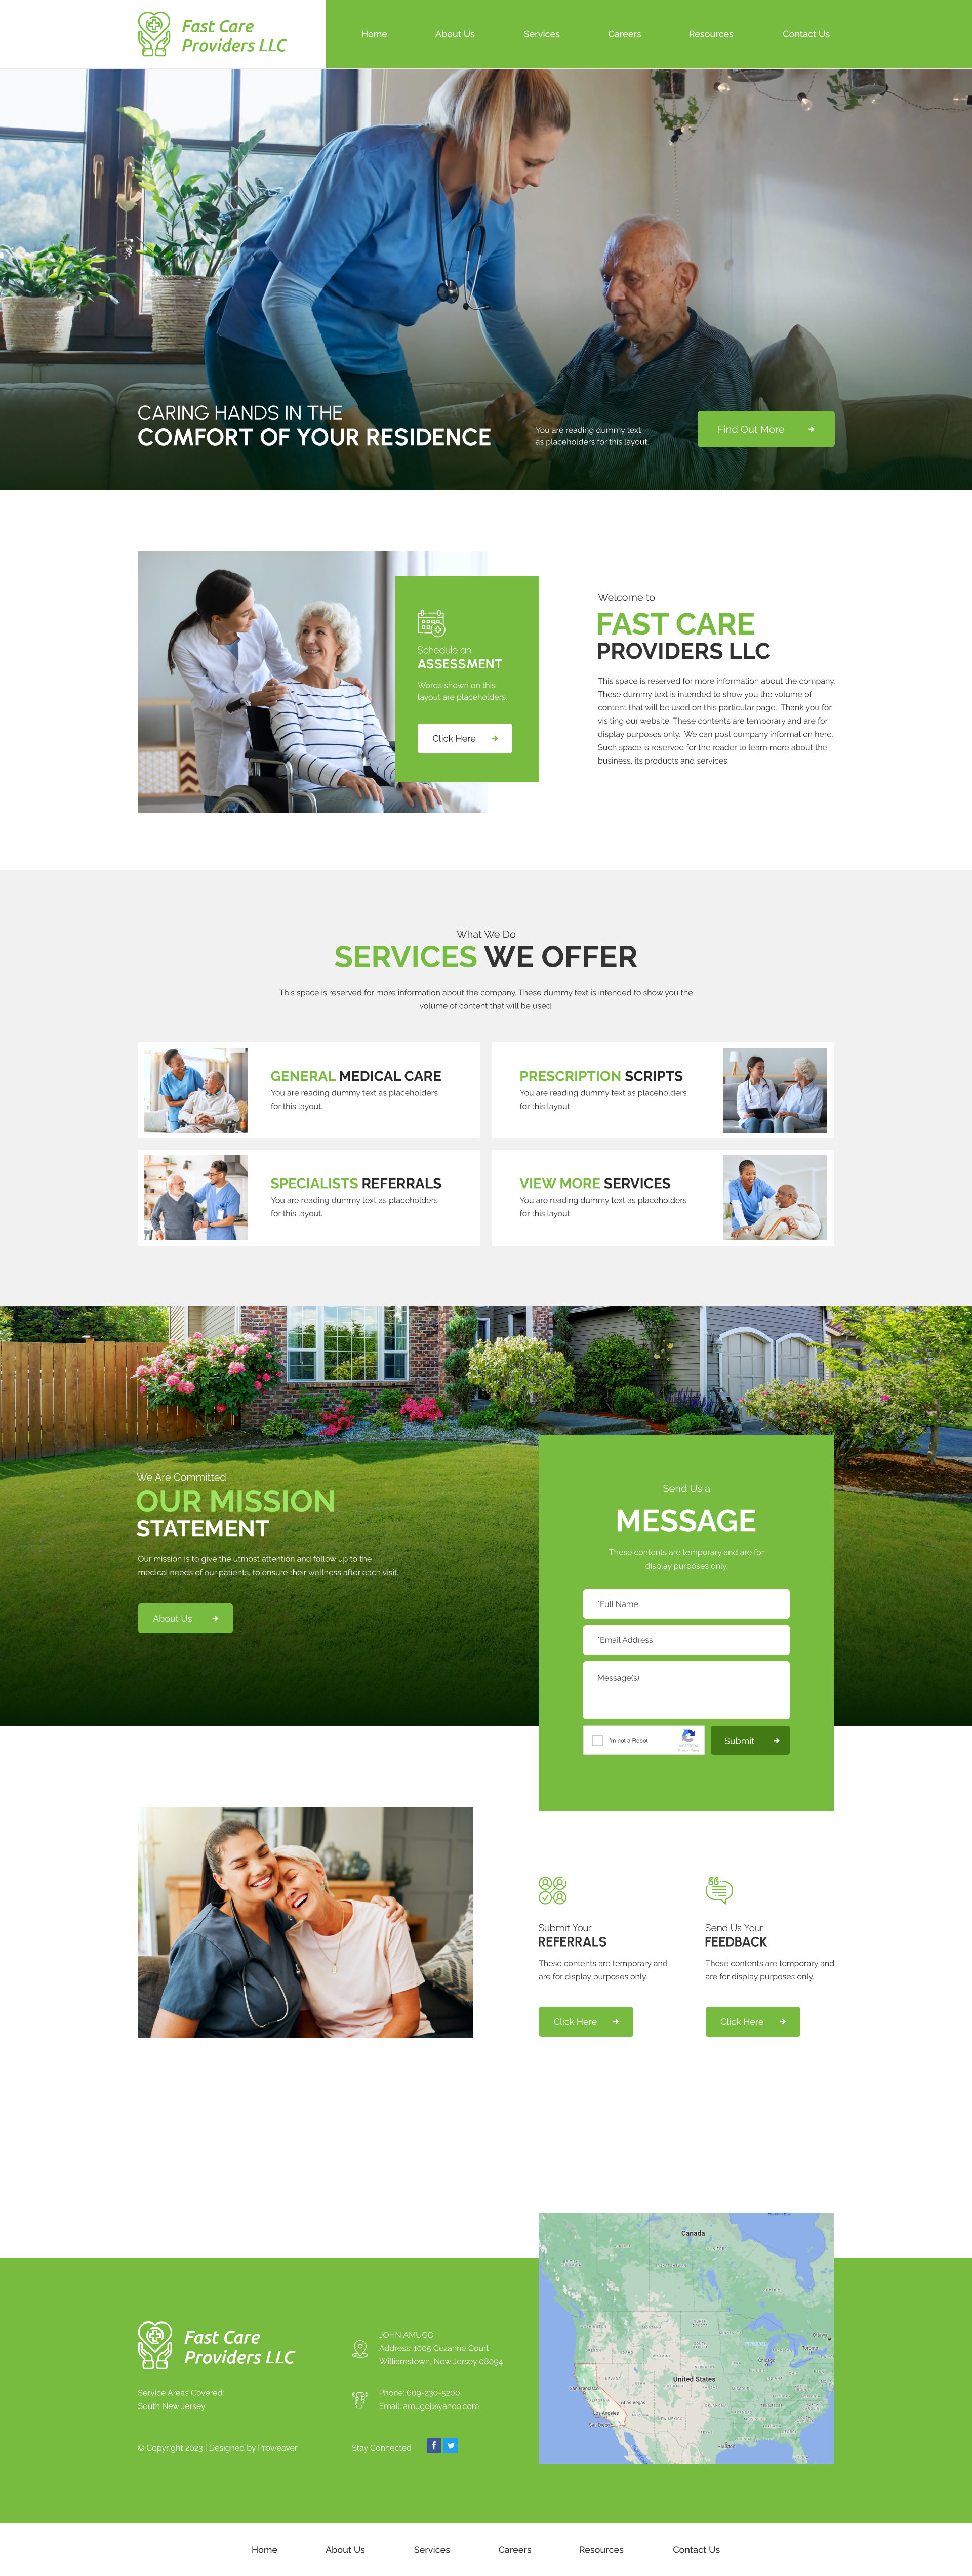 Fast Care
Providers LLC
Home
About Us
Services
Careers
Resources
Contact Us
CARING HANDS IN THE
COMFORT OF YOUR RESIDENCE
You are reading dummy text
as placeholders for this layout.
Find Out More
Schedule an
ASSESSMENT
Words shown on this
layout are placeholders.
Click Here
Welcome to
FAST CARE
PROVIDERS LLC
This space is reserved for more information about the company.
These dummy text is intended to show you the volume of
content that will be used on this particular page. Thank you for
visiting our website. These contents are temporary and are for
display purposes only. We can post company information here.
Such space is reserved for the reader to learn more about the
business, its products and services.
What We Do
SERVICES WE OFFER
This space is reserved for more information about the company. These dummy text is intended to show you the
volume of content that will be used.
GENERAL MEDICAL CARE
You are reading dummy text as placeholders
for this layout.
PRESCRIPTION SCRIPTS
You are reading dummy text as placeholders
for this layout.
SPECIALISTS REFERRALS
You are reading dummy text as placeholders
for this layout.
VIEW MORE SERVICES
You are reading dummy text as placeholders
for this layout.
We Are Committed
OUR MISSION
STATEMENT
Our mission is to give the utmost attention and follow up to the
medical needs of our patients, to ensure their wellness after each visit.
About Us
Send Us a
MESSAGE
These contents are temporary and are for
display purposes only.
*Full Name
*Email Address
Message(s)
I'm not a Robot
Submit
Submit Your
REFERRALS
These contents are temporary and
are for display purposes only.
Click Here
Send Us Your
FEEDBACK
These contents are temporary and
are for display purposes only.
Click Here
Fast Care
Providers LLC
Service Areas Covered:
South New Jersey
© Copyright 2023 | Designed by Proweaver
JOHN AMUGO
Address: 1005 Cezanne Court
Williamstown, New Jersey 08094
Phone: 609-230-5200
Email: amugoj@yahoo.com
Stay Connected
Canada
United States
Ottawa
Toronto
Chicago
San Francisco
Las Vegas
Los Angeles
San Diego
Houston
Home
About Us
Services
Careers
Resources
Contact Us